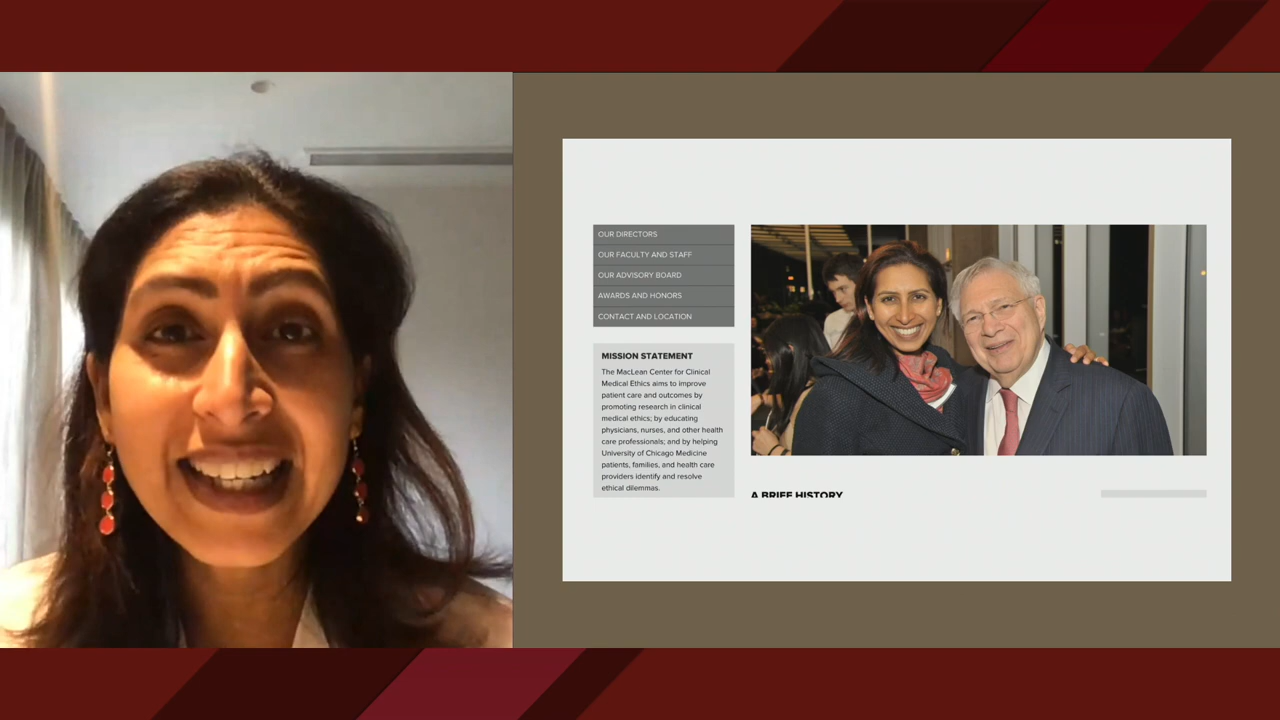 OUR DIRECTORS
OUR FACULTY AND STAFF
OUR ADVISORY BOARD
AWARDS AND HONORS
CONTACT AND LOCATION
MISSION STATEMENT
The MacLean Center for Clinical
Medical Ethics aims to improve
patient care and outcomes by
promoting research in clinical
medical ethics; by educating
physicians, nurses, and other health
care professionals; and by helping
University of Chicago Medicine
patients, families, and health care
providers identify and resolve
ethical dilemmas.
A BRIEF HISTORY